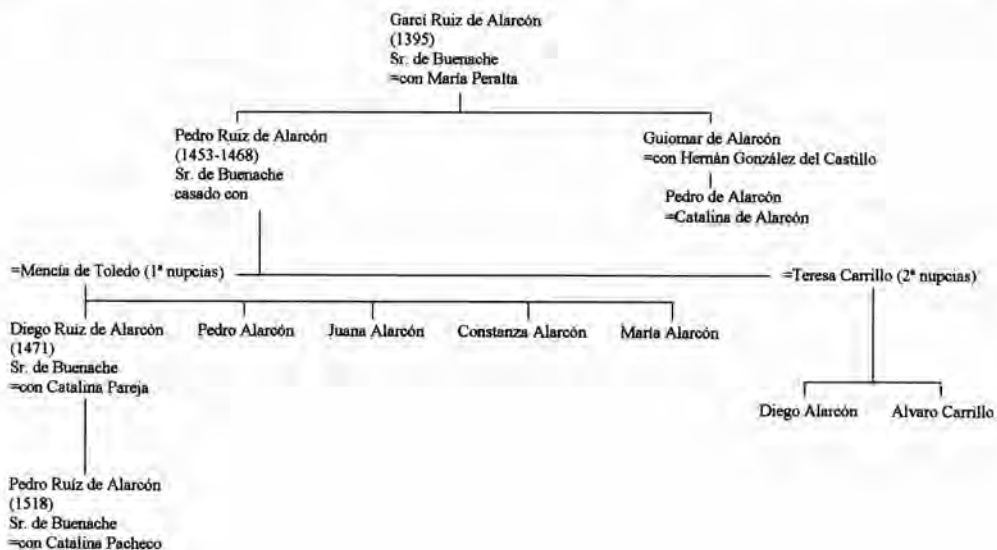 Garci Ruiz de Alarcón
(1395)
Sr. de Buenache
=con María Peralta
Pedro Ruiz de Alarcón
(1453-1468)
Sr. de Buenache
casado con
Guiomar de Alarcón
=con Hernán González del Castillo
Pedro de Alarcón
=Catalina de Alarcón
=Mencía de Toledo (1ª nupcias)
=Teresa Carrillo (2ª nupcias)
Diego Ruiz de Alarcón
(1471)
Sr. de Buenache
=con Catalina Pareja
Pedro Alarcón
Juana Alarcón
Constanza Alarcón
María Alarcón
Diego Alarcón
Alvaro Carrillo
Pedro Ruíz de Alarcón
(1518)
Sr. de Buenache
=con Catalina Pacheco